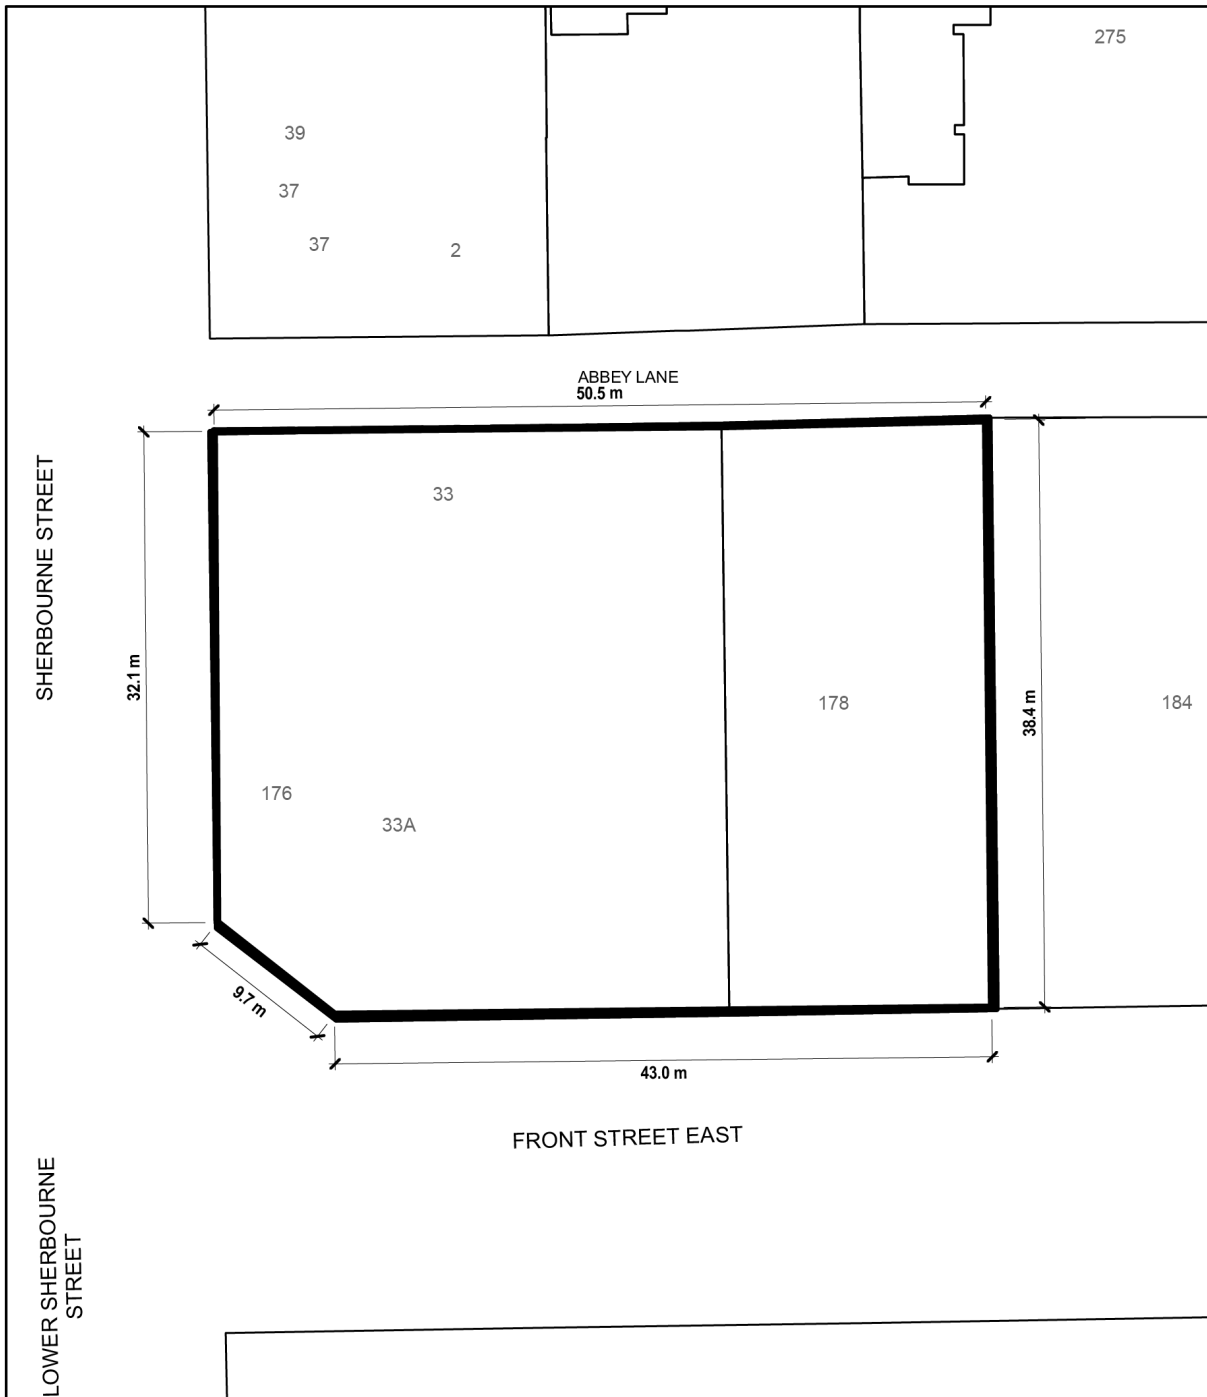 275
39
37
37
2
ABBEY LANE
50.5 m
SHERBOURNE STREET
33
32.1 m
178
38.4 m
184
176
33A
9.7 m
43.0 m
FRONT STREET EAST
LOWER SHERBOURNE
STREET